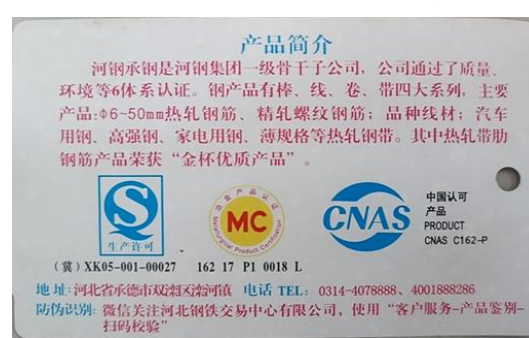 产品简介
河钢承钢是河钢集团一级骨干子公司，公司通过了质量、
环境等6体系认证。钢产品有棒、线、卷、带四大系列，主要
产品:Φ6~50mm热轧钢筋、精轧螺纹钢筋；品种线材；汽车
用钢、高强钢、家电用钢、薄规格等热轧钢带。其中热轧带肋
钢筋产品荣获“金杯优质产品”。
生产许可
冶金产品认证
MC
Metallurgical Product Certification
CNAS
中国认可
产品
PRODUCT
CNAS C162-P
(冀)XK05-001-00027 162 17 P1 0018 L
地址:河北省承德市双滦区滦河镇 电话 TEL: 0314-4078888、4001888286
防伪识别: 微信关注河北钢铁交易中心有限公司，使用“客户服务-产品鉴别-
扫码校验”